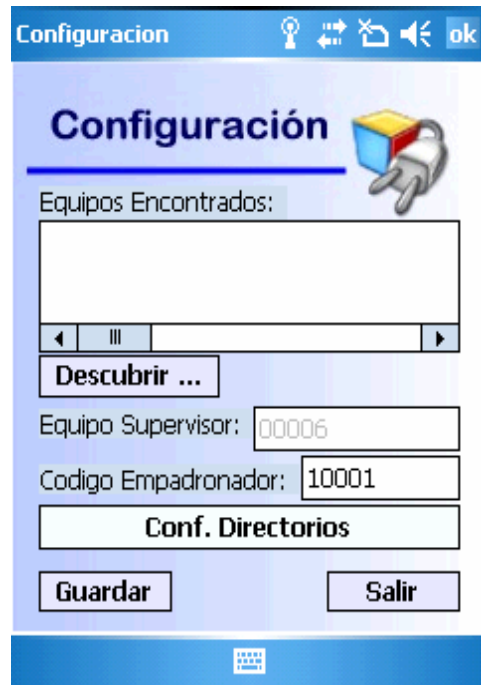 Configuracion ok
Configuración
Equipos Encontrados:
Descubrir ...
Equipo Supervisor: 00006
Codigo Empadronador: 10001
Conf. Directorios
Guardar Salir